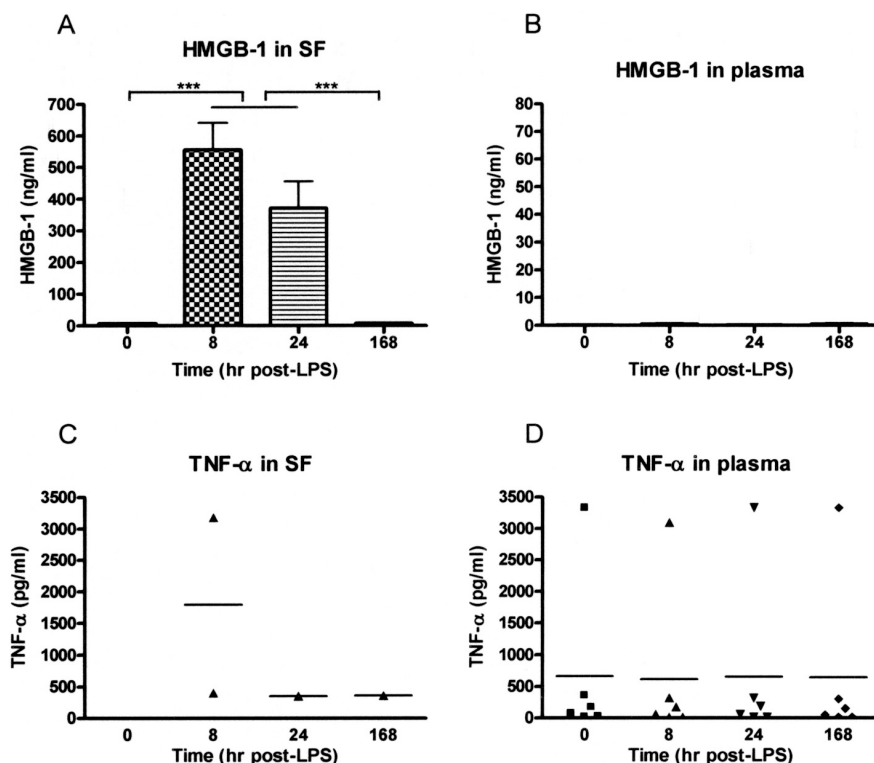 A
HMGB-1 in SF
*** ***
HMGB-1 (ng/ml)
700
600
500
400
300
200
100
0
0 8 24 168
Time (hr post-LPS)
B
HMGB-1 in plasma
HMGB-1 (ng/ml)
80
70
60
50
40
30
20
10
0
0 8 24 168
Time (hr post-LPS)
C
TNF-α in SF
TNF-α (pg/ml)
3500
3000
2500
2000
1500
1000
500
0
0 8 24 168
Time (hr post-LPS)
D
TNF-α in plasma
TNF-α (pg/ml)
3500
3000
2500
2000
1500
1000
500
0
0 8 24 168
Time (hr post-LPS)